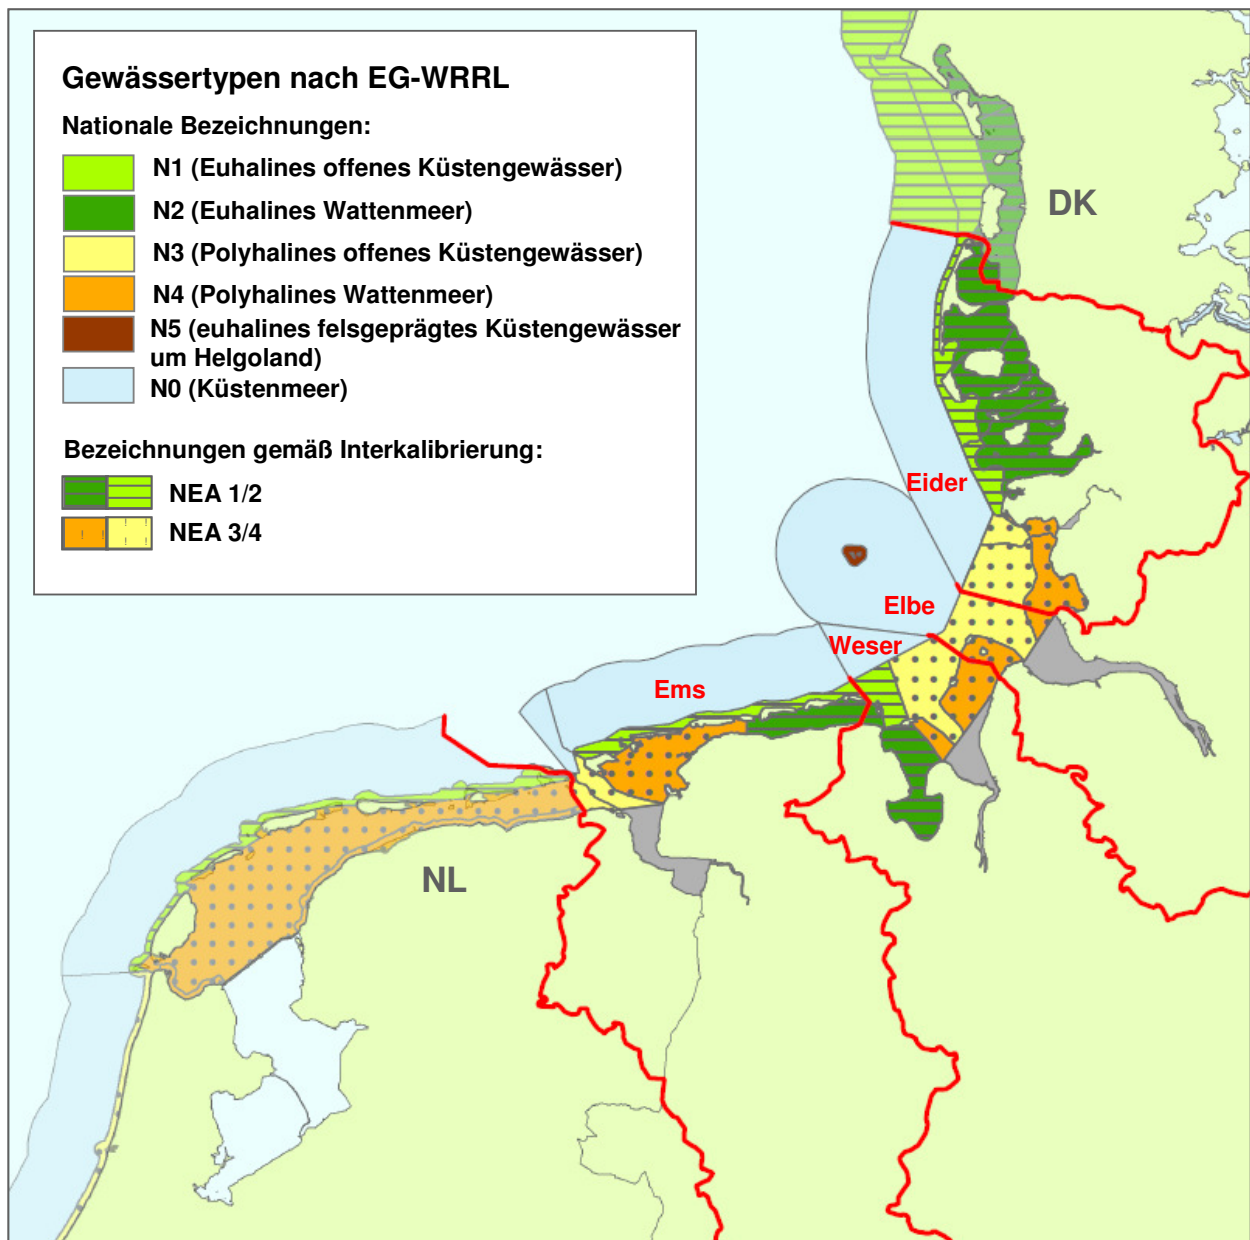 Gewässertypen nach EG-WRRL
Nationale Bezeichnungen:
N1 (Euhalines offenes Küstengewässer)
N2 (Euhalines Wattenmeer)
N3 (Polyhalines offenes Küstengewässer)
N4 (Polyhalines Wattenmeer)
N5 (euhalines felsgeprägtes Küstengewässer
um Helgoland)
N0 (Küstenmeer)
Bezeichnungen gemäß Interkalibrierung:
NEA 1/2
NEA 3/4
DK
Eider
Elbe
Weser
Ems
NL